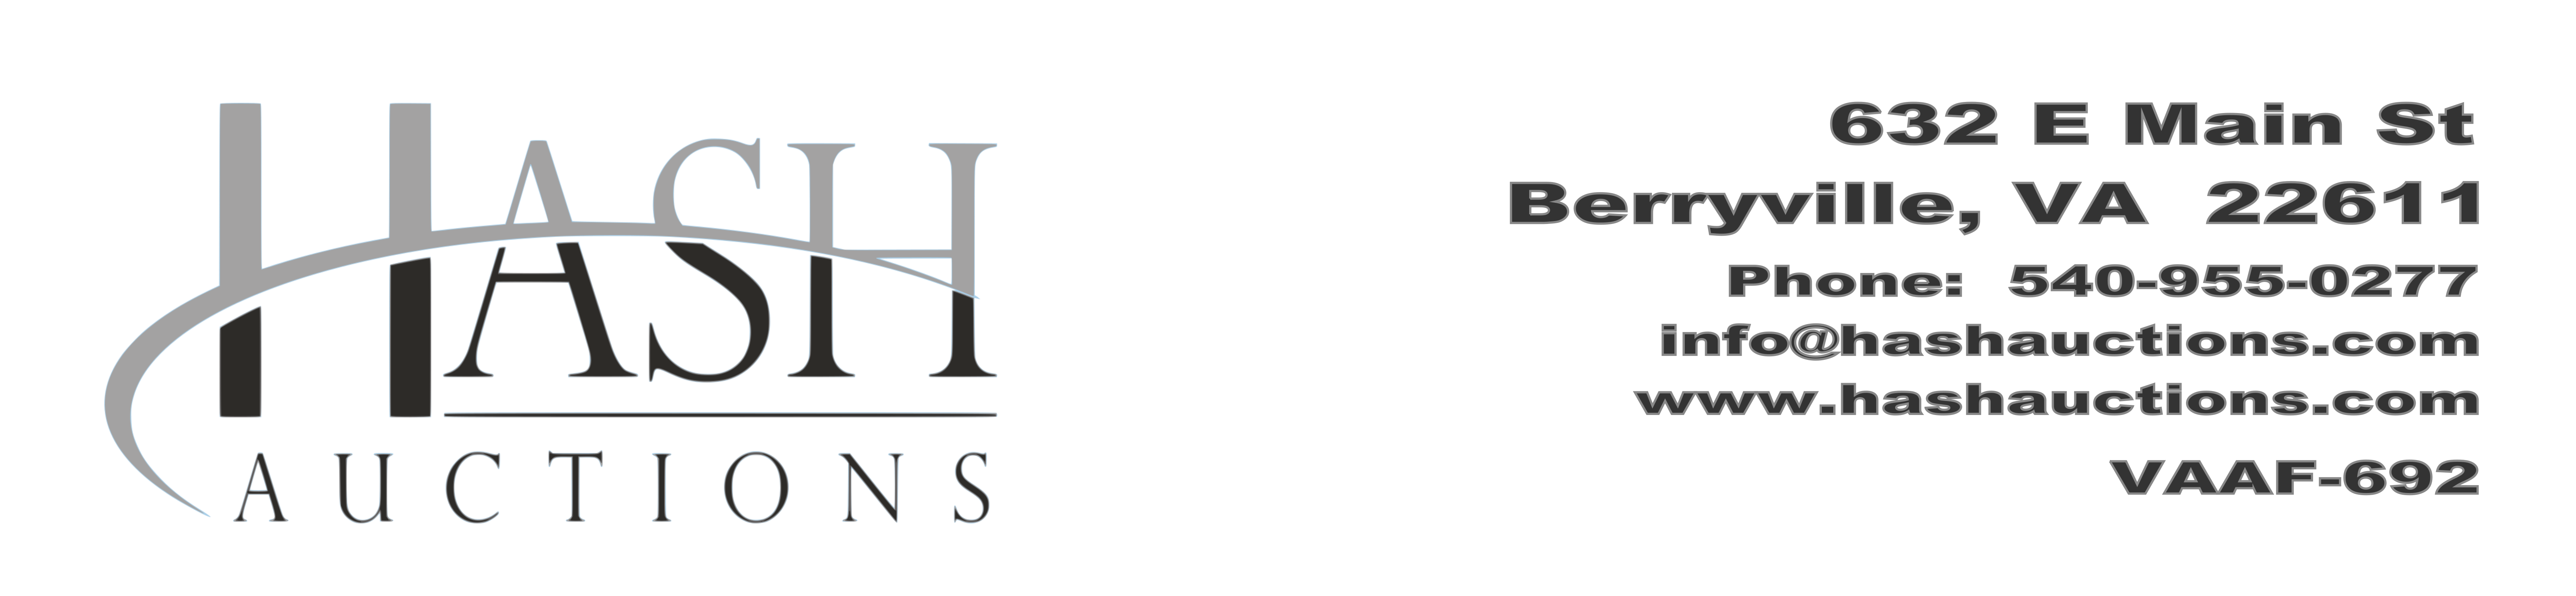 HASH
AUCTIONS
632 E Main St
Berryville, VA  22611
Phone:  540-955-0277
info@hashauctions.com
www.hashauctions.com
VAAF-692